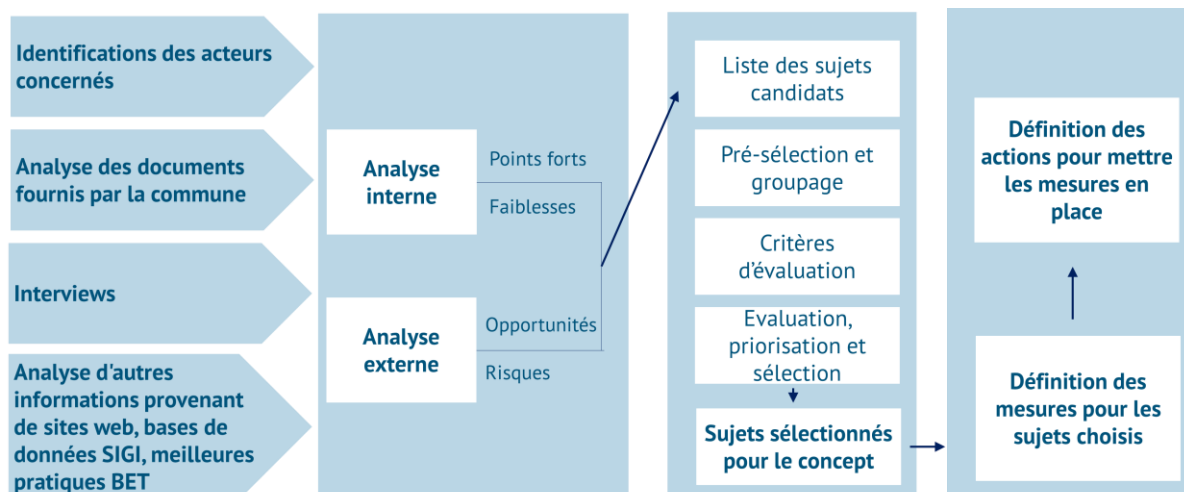 Identifications des acteurs
concernés
Analyse des documents
fournis par la commune
Interviews
Analyse d'autres
informations provenant
de sites web, bases de
données SIGI, meilleures
pratiques BET
Analyse
interne
Points forts
Faiblesses
Analyse
externe
Opportunités
Risques
Liste des sujets
candidats
Pré-sélection et
groupage
Critères
d'évaluation
Evaluation,
priorisation et
sélection
Sujets sélectionnés
pour le concept
Définition des
actions pour mettre
les mesures en
place
Définition des
mesures pour les
sujets choisis